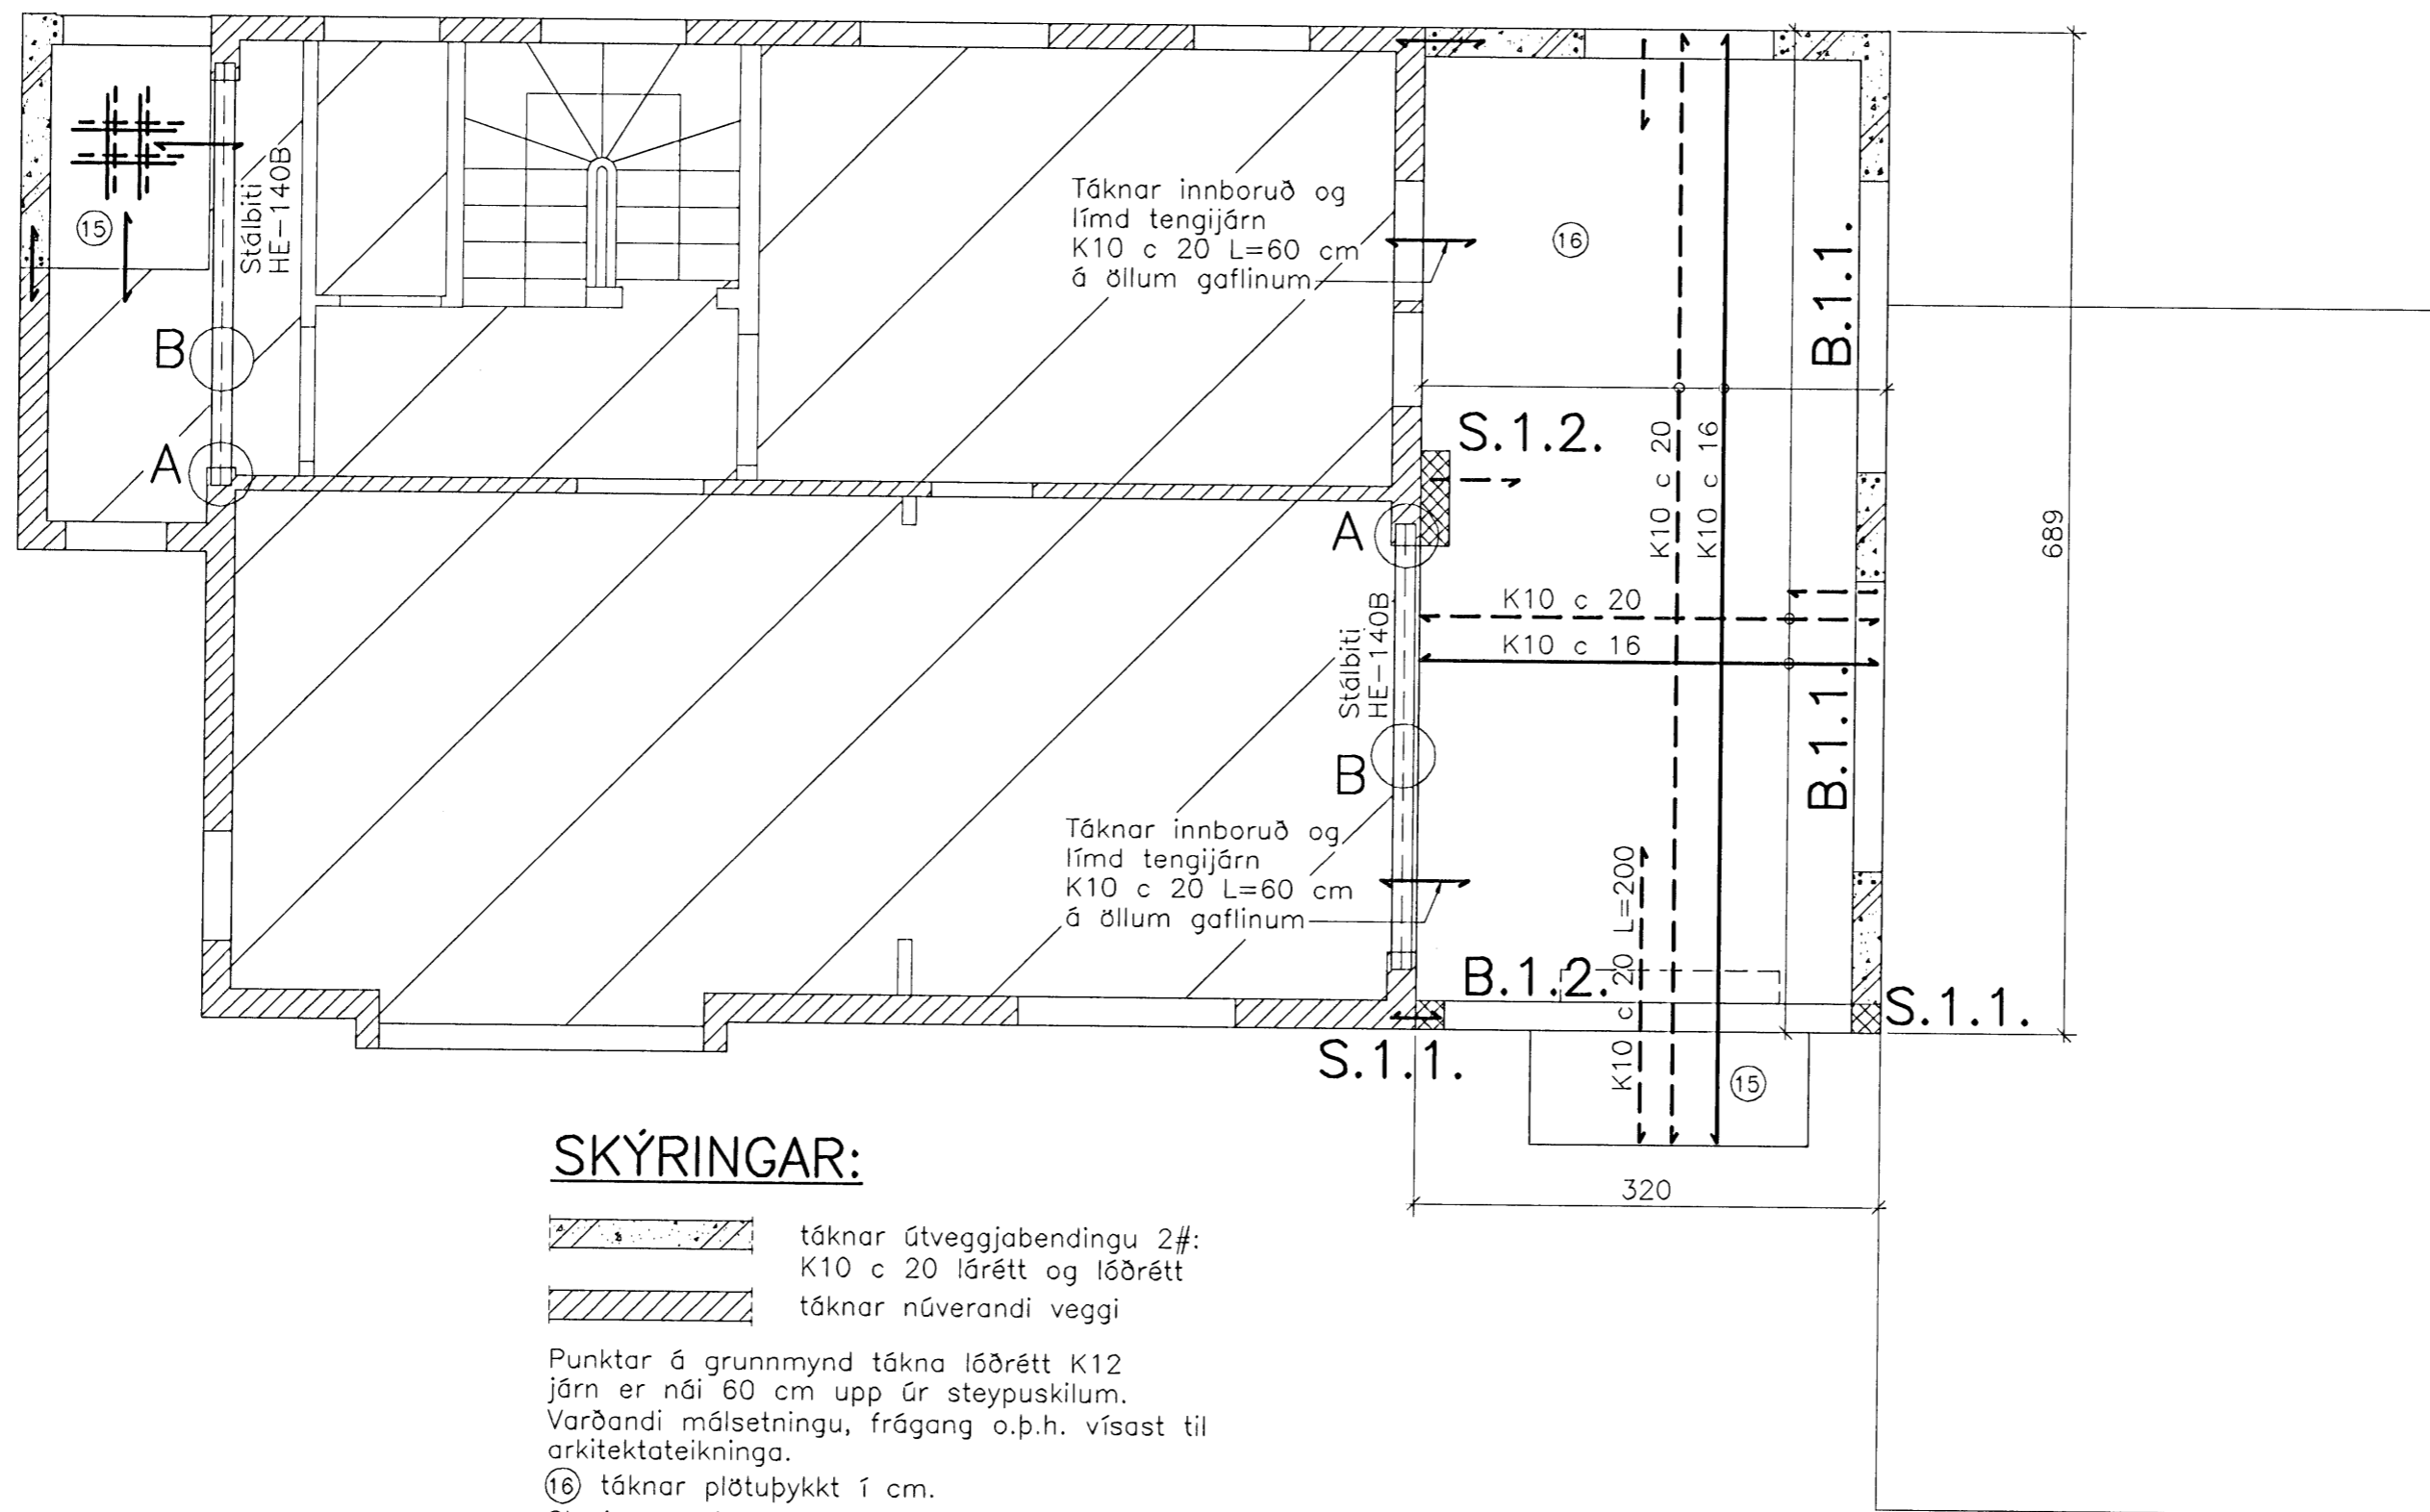 15
Stálbiti
HE-140B
B
A
Táknar innboruð og
límd tengijárn
K10 c 20 L=60 cm
á öllum gaflinum
16
B.1.1.
S.1.2.
K10 c 20
K10 c 16
689
A
K10 c 20
K10 c 16
Stálbiti
HE-140B
B
B.1.1.
Táknar innboruð og
límd tengijárn
K10 c 20 L=60 cm
á öllum gaflinum
K10 c 20 L=200
B.1.2.
S.1.1.
S.1.1.
15
320
SKÝRINGAR:
táknar útveggjabendingu 2#:
K10 c 20 lárétt og lóðrétt
táknar núverandi veggi
Punktar á grunnmynd tákna lóðrétt K12
járn er nái 60 cm upp úr steypuskilum.
Varðandi málsetningu, frágang o.þ.h. vísast til
arkitektateikninga.
16 táknar plötuþykkt í cm.